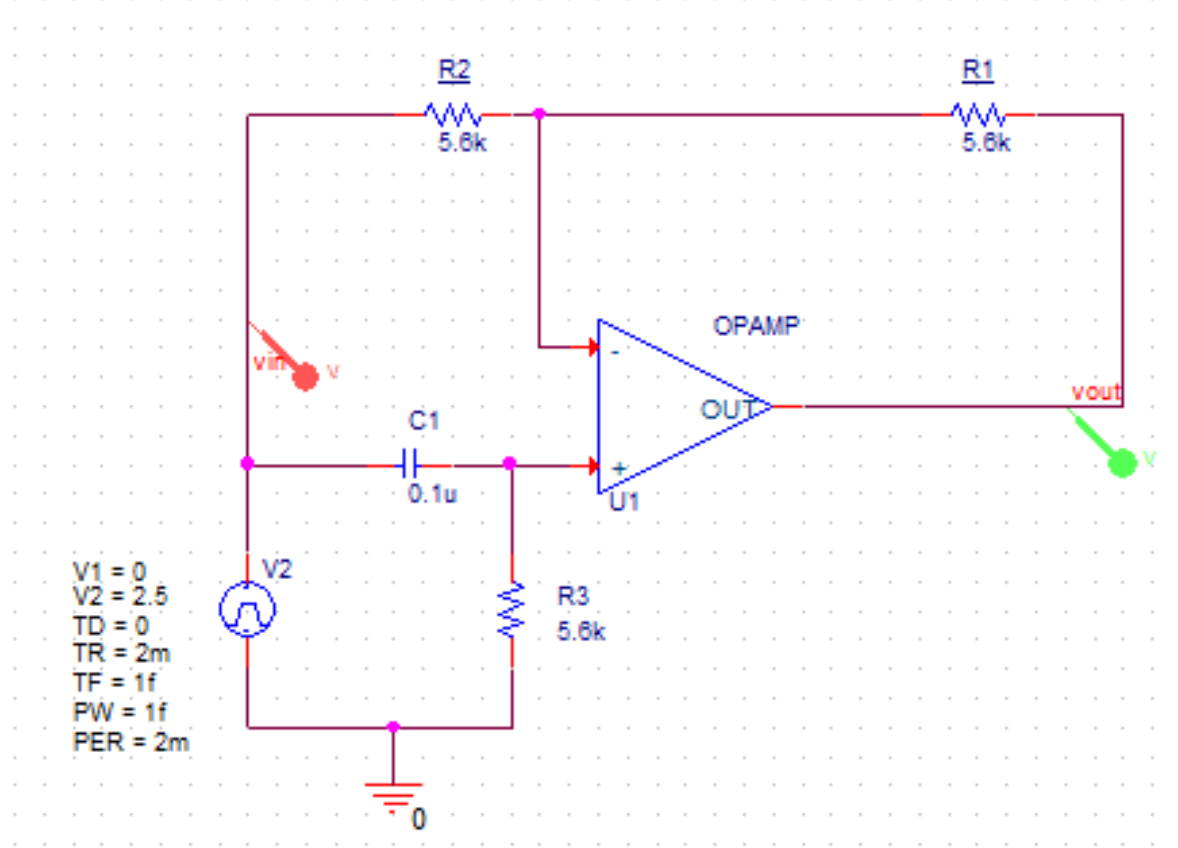 R2
R1
5.6k
5.6k
OPAMP
-
vin
V
OUT
vout
C1
V
+
0.1u
U1
V2
V1 = 0
V2 = 2.5
TD = 0
TR = 2m
TF = 1f
PW = 1f
PER = 2m
R3
5.6k
0